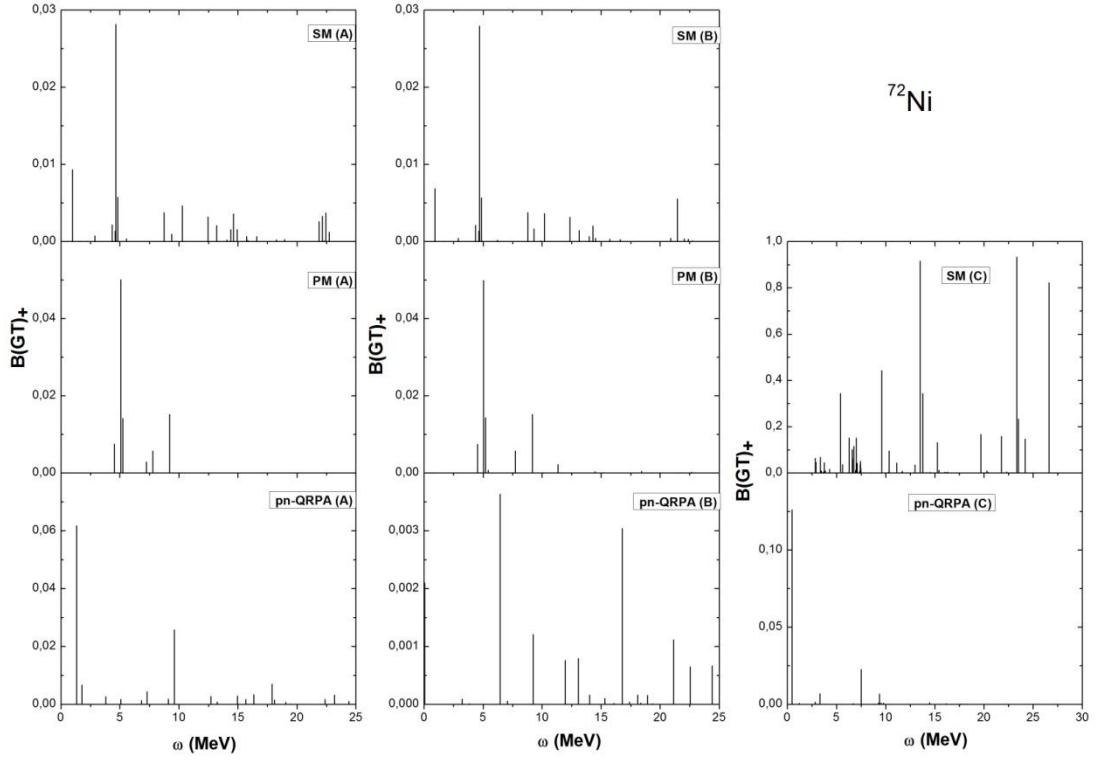 ⁷²Ni
B(GT)₊
0,03
0,02
0,01
0,00
SM (A)
0,04
0,02
0,00
PM (A)
0,06
0,04
0,02
0,00
pn-QRPA (A)
0 5 10 15 20 25
ω (MeV)
B(GT)₊
0,03
0,02
0,01
0,00
SM (B)
0,04
0,02
0,00
PM (B)
0,003
0,002
0,001
0,000
pn-QRPA (B)
0 5 10 15 20 25
ω (MeV)
B(GT)₊
1,0
0,8
0,6
0,4
0,2
0,0
SM (C)
0,10
0,05
0,00
pn-QRPA (C)
0 5 10 15 20 25 30
ω (MeV)